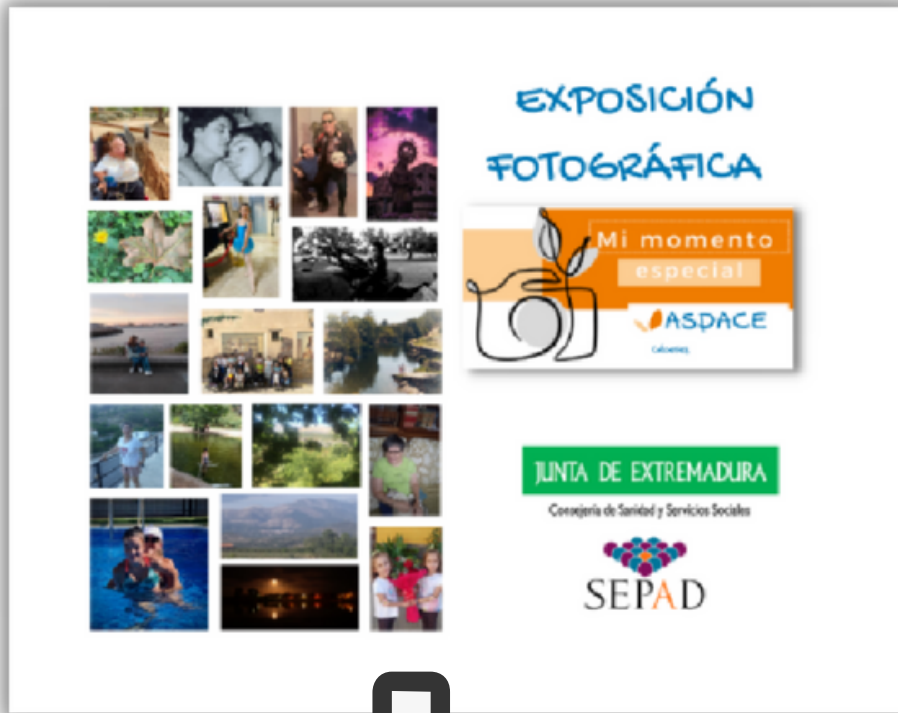 EXPOSICIÓN
FOTOGRÁFICA
Mi momento
especial
ASPACE
JUNTA DE EXTREMADURA
Consejería de Sanidad y Servicios Sociales
SEPAD